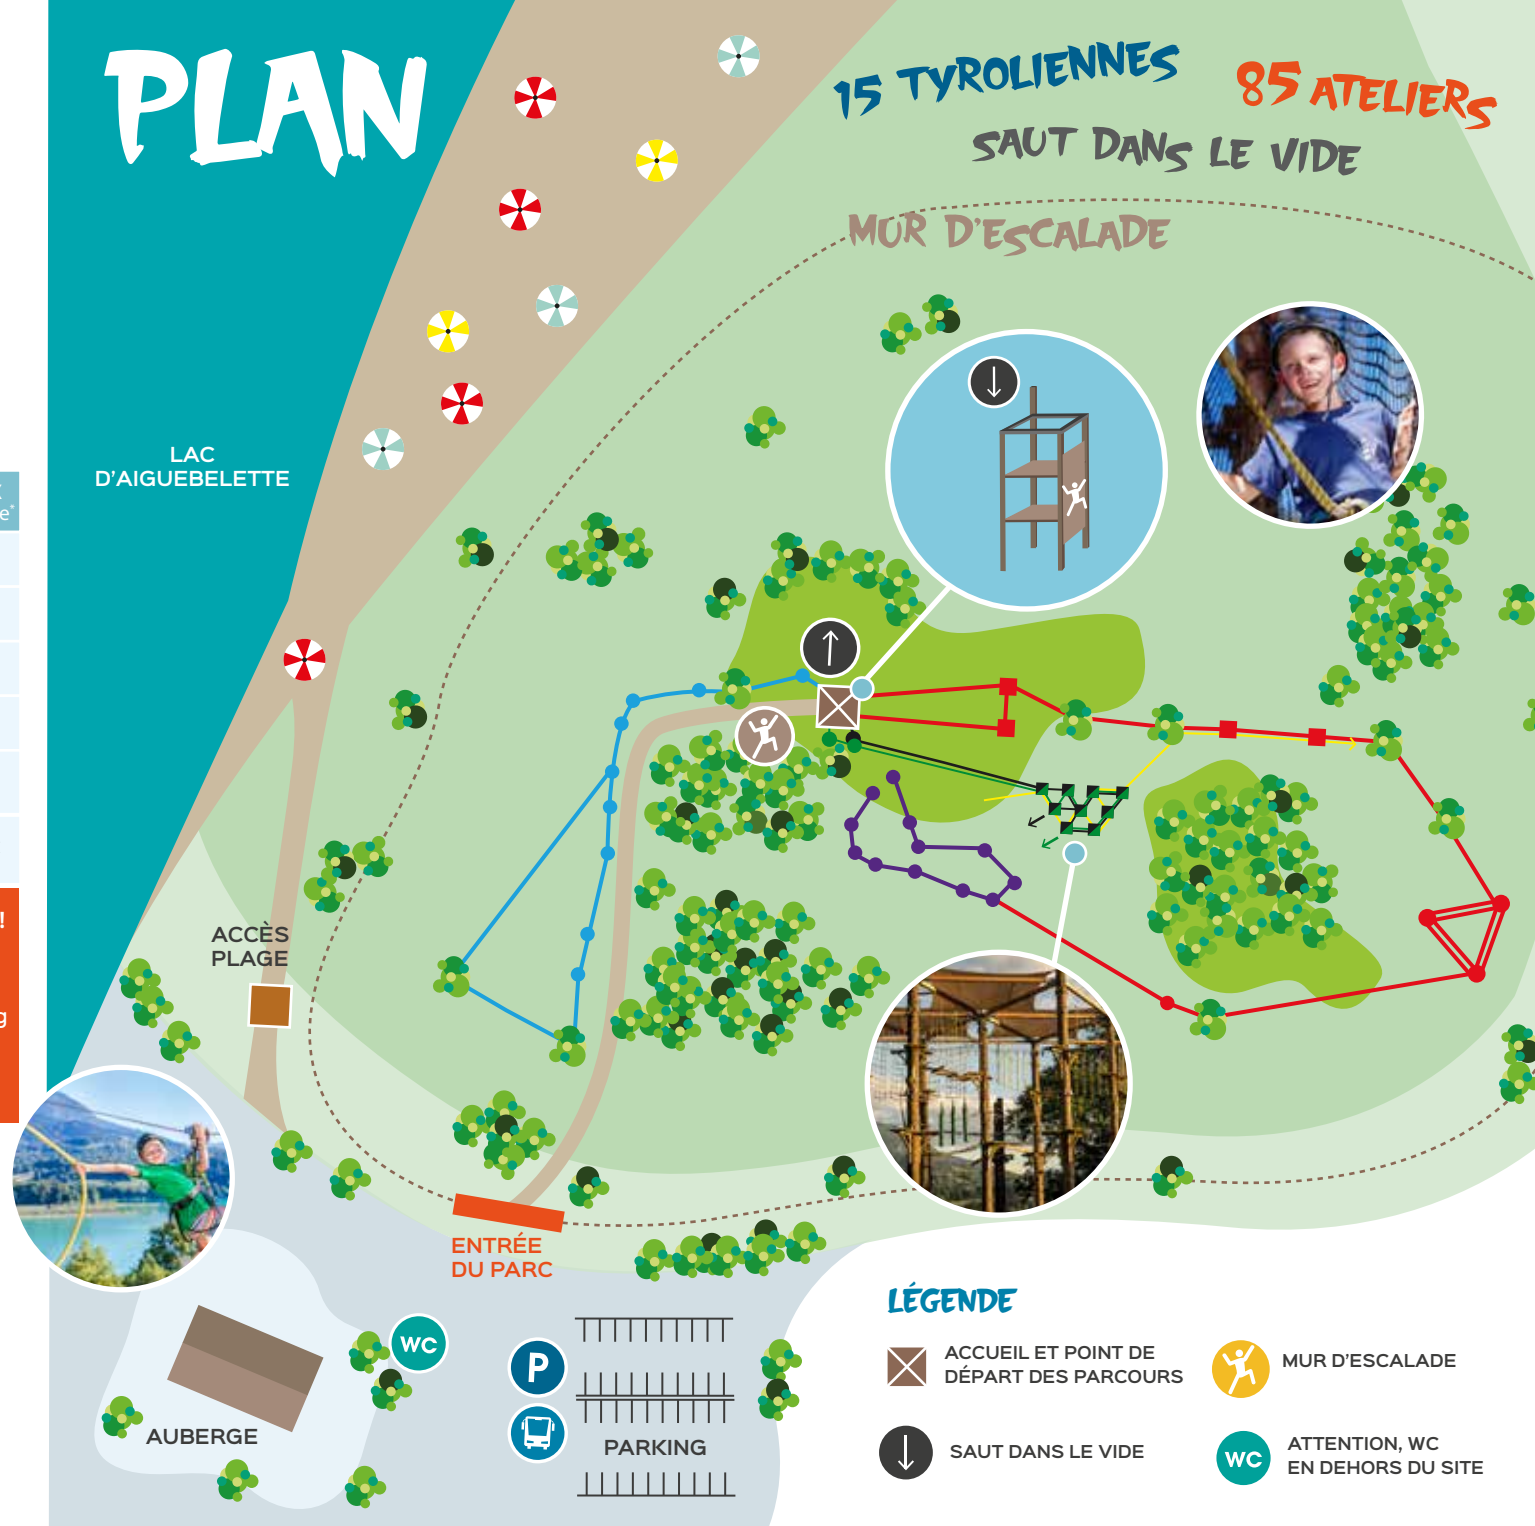 PLAN
15 TYROLIENNES
85 ATELIERS
SAUT DANS LE VIDE
MUR D'ESCALADE
LAC
D'AIGUEBELETTE
ACCÈS
PLAGE
ENTRÉE
DU PARC
AUBERGE
WC
P
PARKING
LÉGENDE
ACCUEIL ET POINT DE
DÉPART DES PARCOURS
MUR D'ESCALADE
SAUT DANS LE VIDE
WC
ATTENTION, WC
EN DEHORS DU SITE